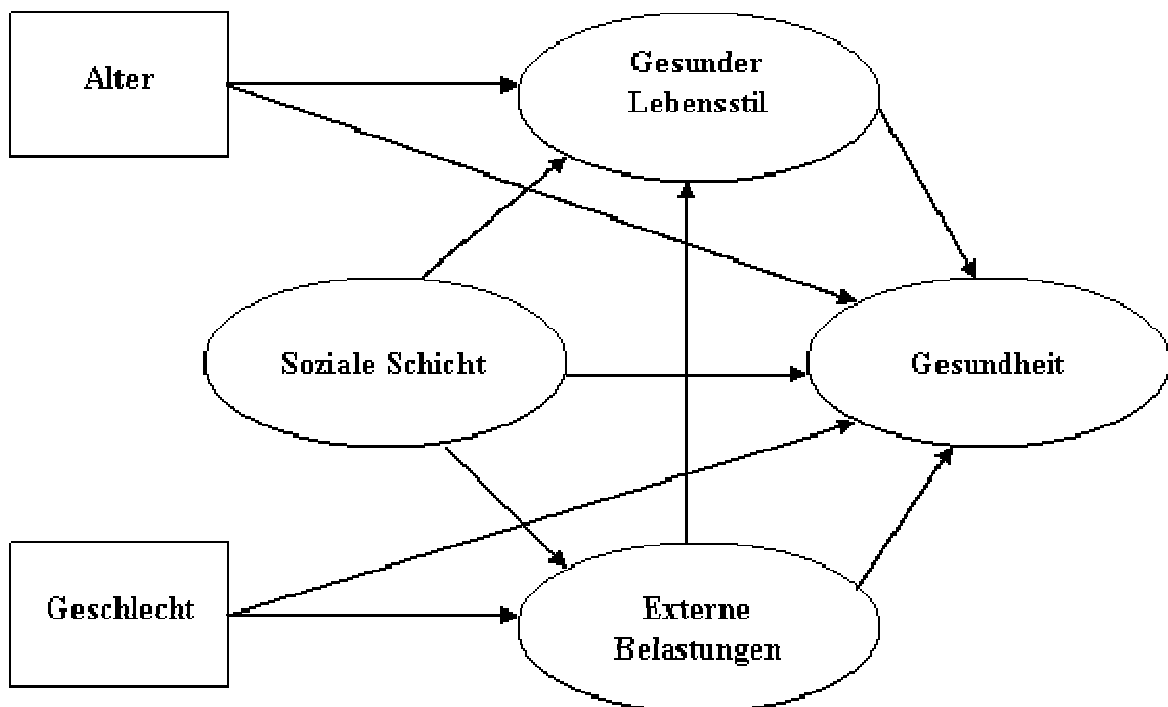 Alter
Gesunder
Lebensstil
Soziale Schicht
Gesundheit
Geschlecht
Externe
Belastungen